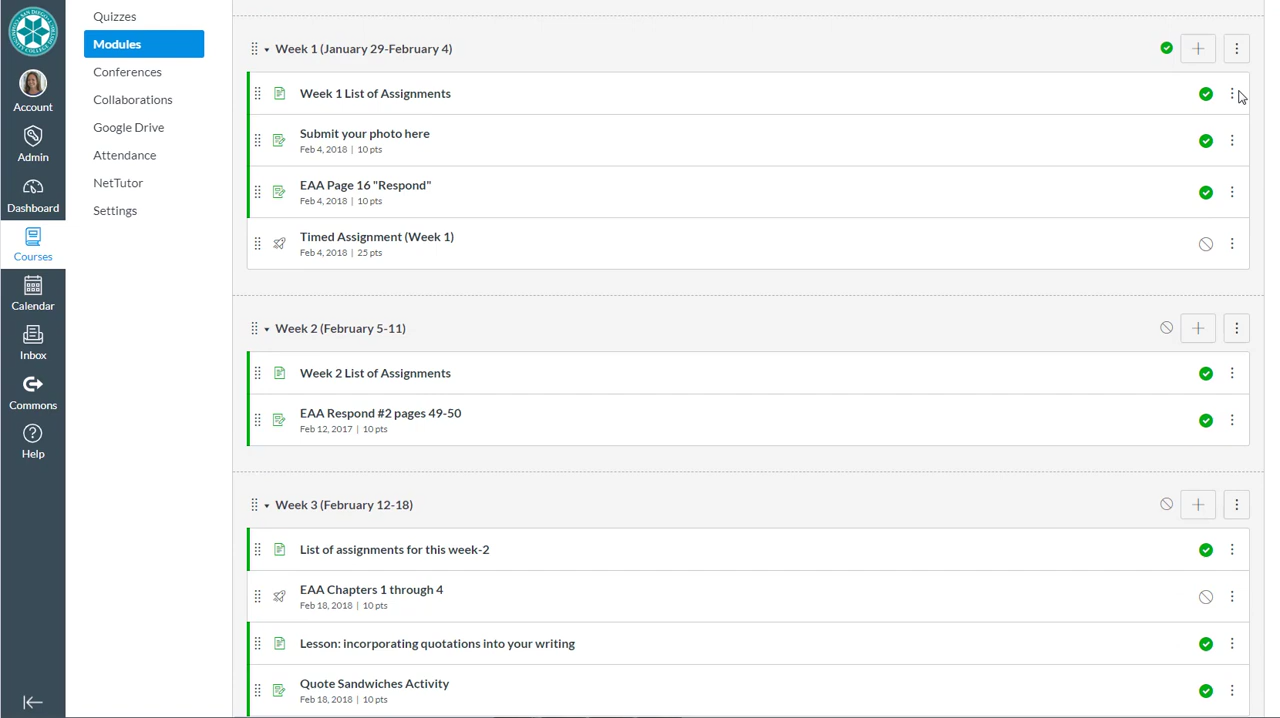 Account
Admin
Dashboard
Courses
Calendar
Inbox
Commons
Help
Quizzes
Modules
Conferences
Collaborations
Google Drive
Attendance
NetTutor
Settings
Week 1 (January 29-February 4)
Week 1 List of Assignments
Submit your photo here
Feb 4, 2018 | 10 pts
EAA Page 16 "Respond"
Feb 4, 2018 | 10 pts
Timed Assignment (Week 1)
Feb 4, 2018 | 25 pts
Week 2 (February 5-11)
Week 2 List of Assignments
EAA Respond #2 pages 49-50
Feb 12, 2017 | 10 pts
Week 3 (February 12-18)
List of assignments for this week-2
EAA Chapters 1 through 4
Feb 18, 2018 | 10 pts
Lesson: incorporating quotations into your writing
Quote Sandwiches Activity
Feb 18, 2018 | 10 pts